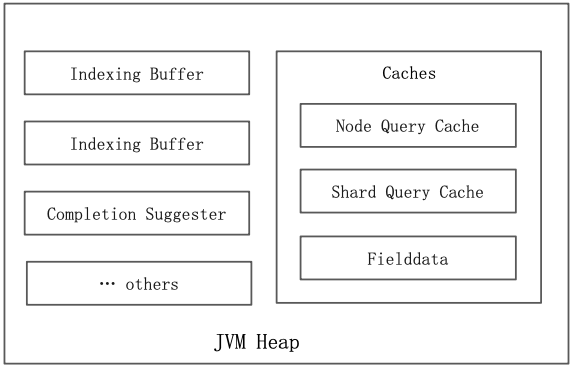 Indexing Buffer
Indexing Buffer
Completion Suggester
… others
Caches
Node Query Cache
Shard Query Cache
Fielddata
JVM Heap